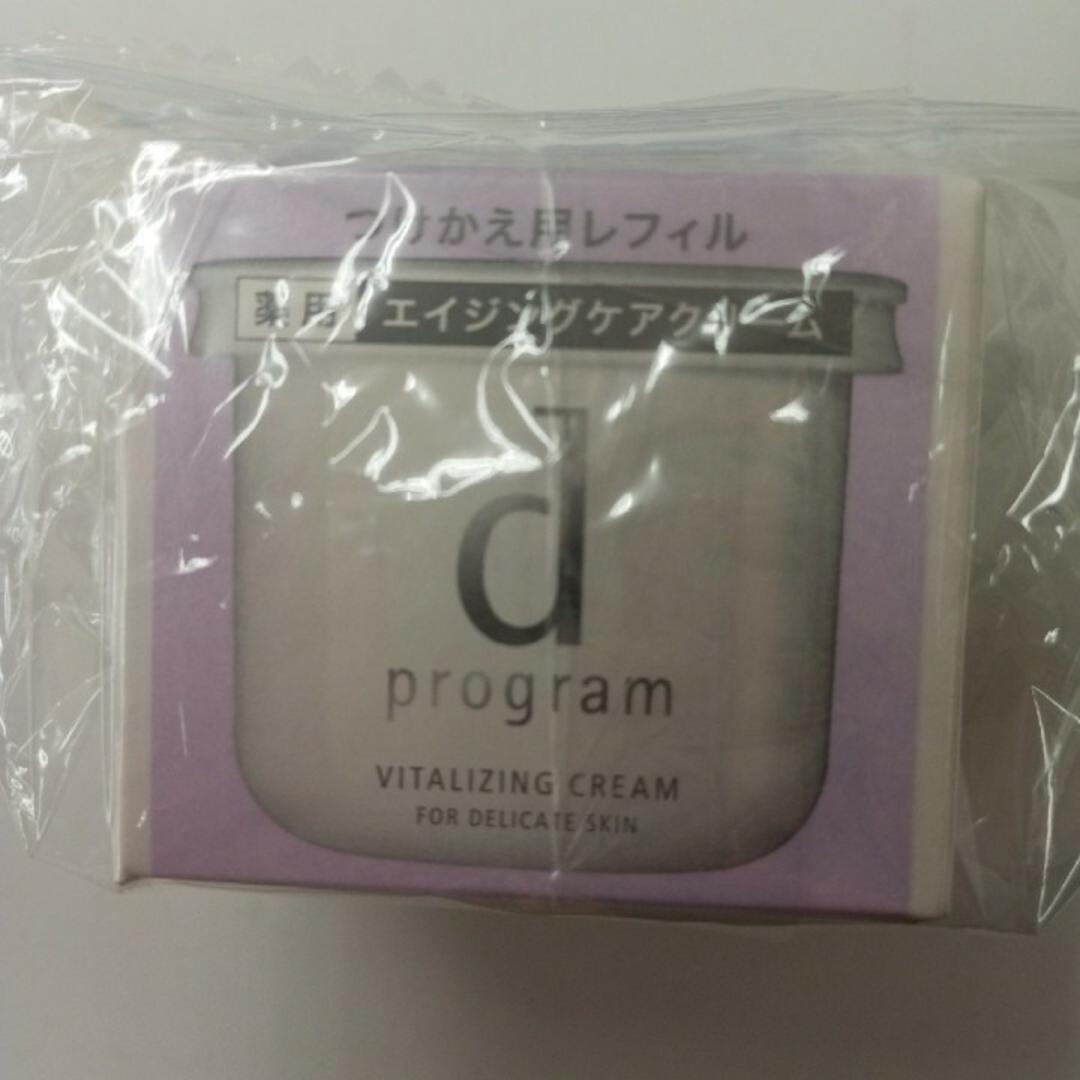 つけかえ用レフィル
薬用 エイジングケアクリーム
d
program
VITALIZING CREAM
FOR DELICATE SKIN